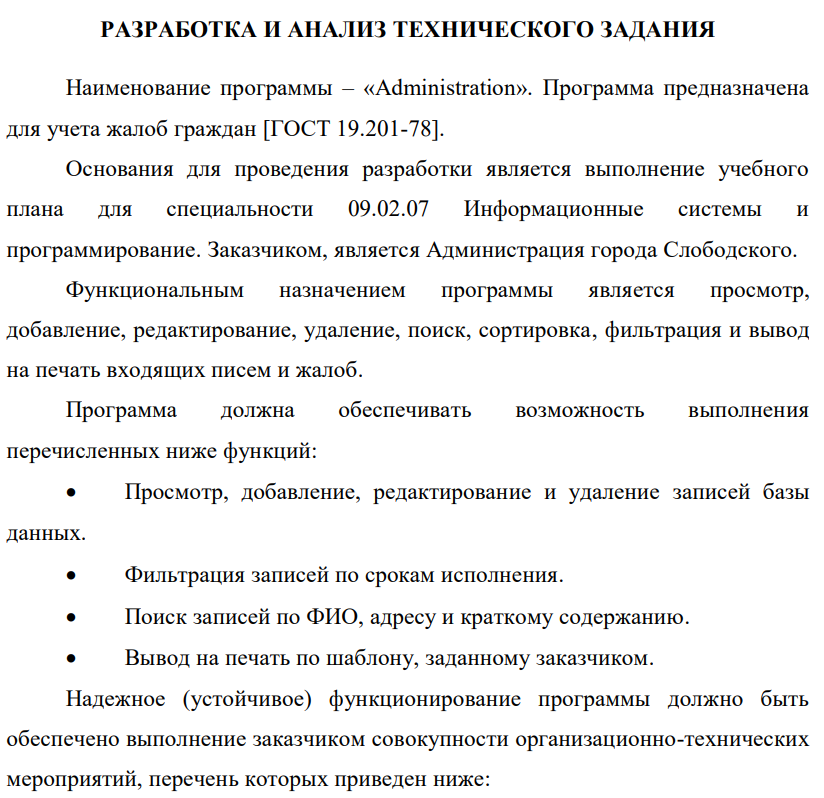 РАЗРАБОТКА И АНАЛИЗ ТЕХНИЧЕСКОГО ЗАДАНИЯ
Наименование программы – «Administration». Программа предназначена
для учета жалоб граждан [ГОСТ 19.201-78].
Основания для проведения разработки является выполнение учебного
плана для специальности 09.02.07 Информационные системы и
программирование. Заказчиком, является Администрация города Слободского.
Функциональным назначением программы является просмотр,
добавление, редактирование, удаление, поиск, сортировка, фильтрация и вывод
на печать входящих писем и жалоб.
Программа должна обеспечивать возможность выполнения
перечисленных ниже функций:
• Просмотр, добавление, редактирование и удаление записей базы
данных.
• Фильтрация записей по срокам исполнения.
• Поиск записей по ФИО, адресу и краткому содержанию.
• Вывод на печать по шаблону, заданному заказчиком.
Надежное (устойчивое) функционирование программы должно быть
обеспечено выполнение заказчиком совокупности организационно-технических
мероприятий, перечень которых приведен ниже: